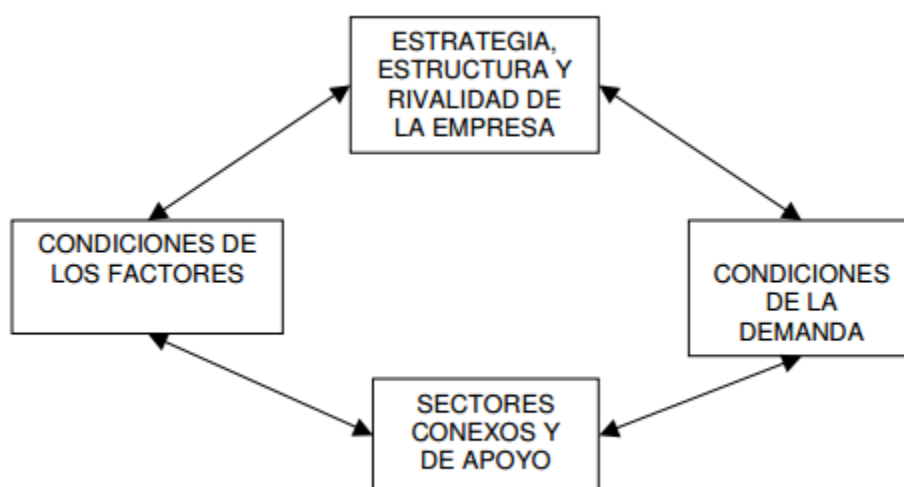 ESTRATEGIA,
ESTRUCTURA Y
RIVALIDAD DE
LA EMPRESA
CONDICIONES DE
LOS FACTORES
CONDICIONES
DE LA
DEMANDA
SECTORES
CONEXOS Y
DE APOYO